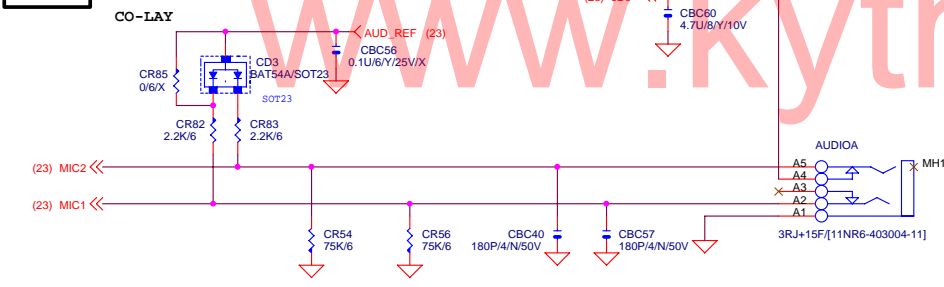 CO-LAY
AUD_REF (23)
CBC56
0.1U/6/Y/25V/X
CBC60
4.7U/8/Y/10V
www.kyt
CR85
0/6/X
CD3
BAT54A/SOT23
SOT23
CR82
2.2K/6
CR83
2.2K/6
AUDIOA
(23) MIC2
A5
MH1
A4
A3
(23) MIC1
A2
A1
CR54
75K/6
CR56
75K/6
CBC40
180P/4/N/50V
CBC57
180P/4/N/50V
3RJ+15F/[11NR6-403004-11]